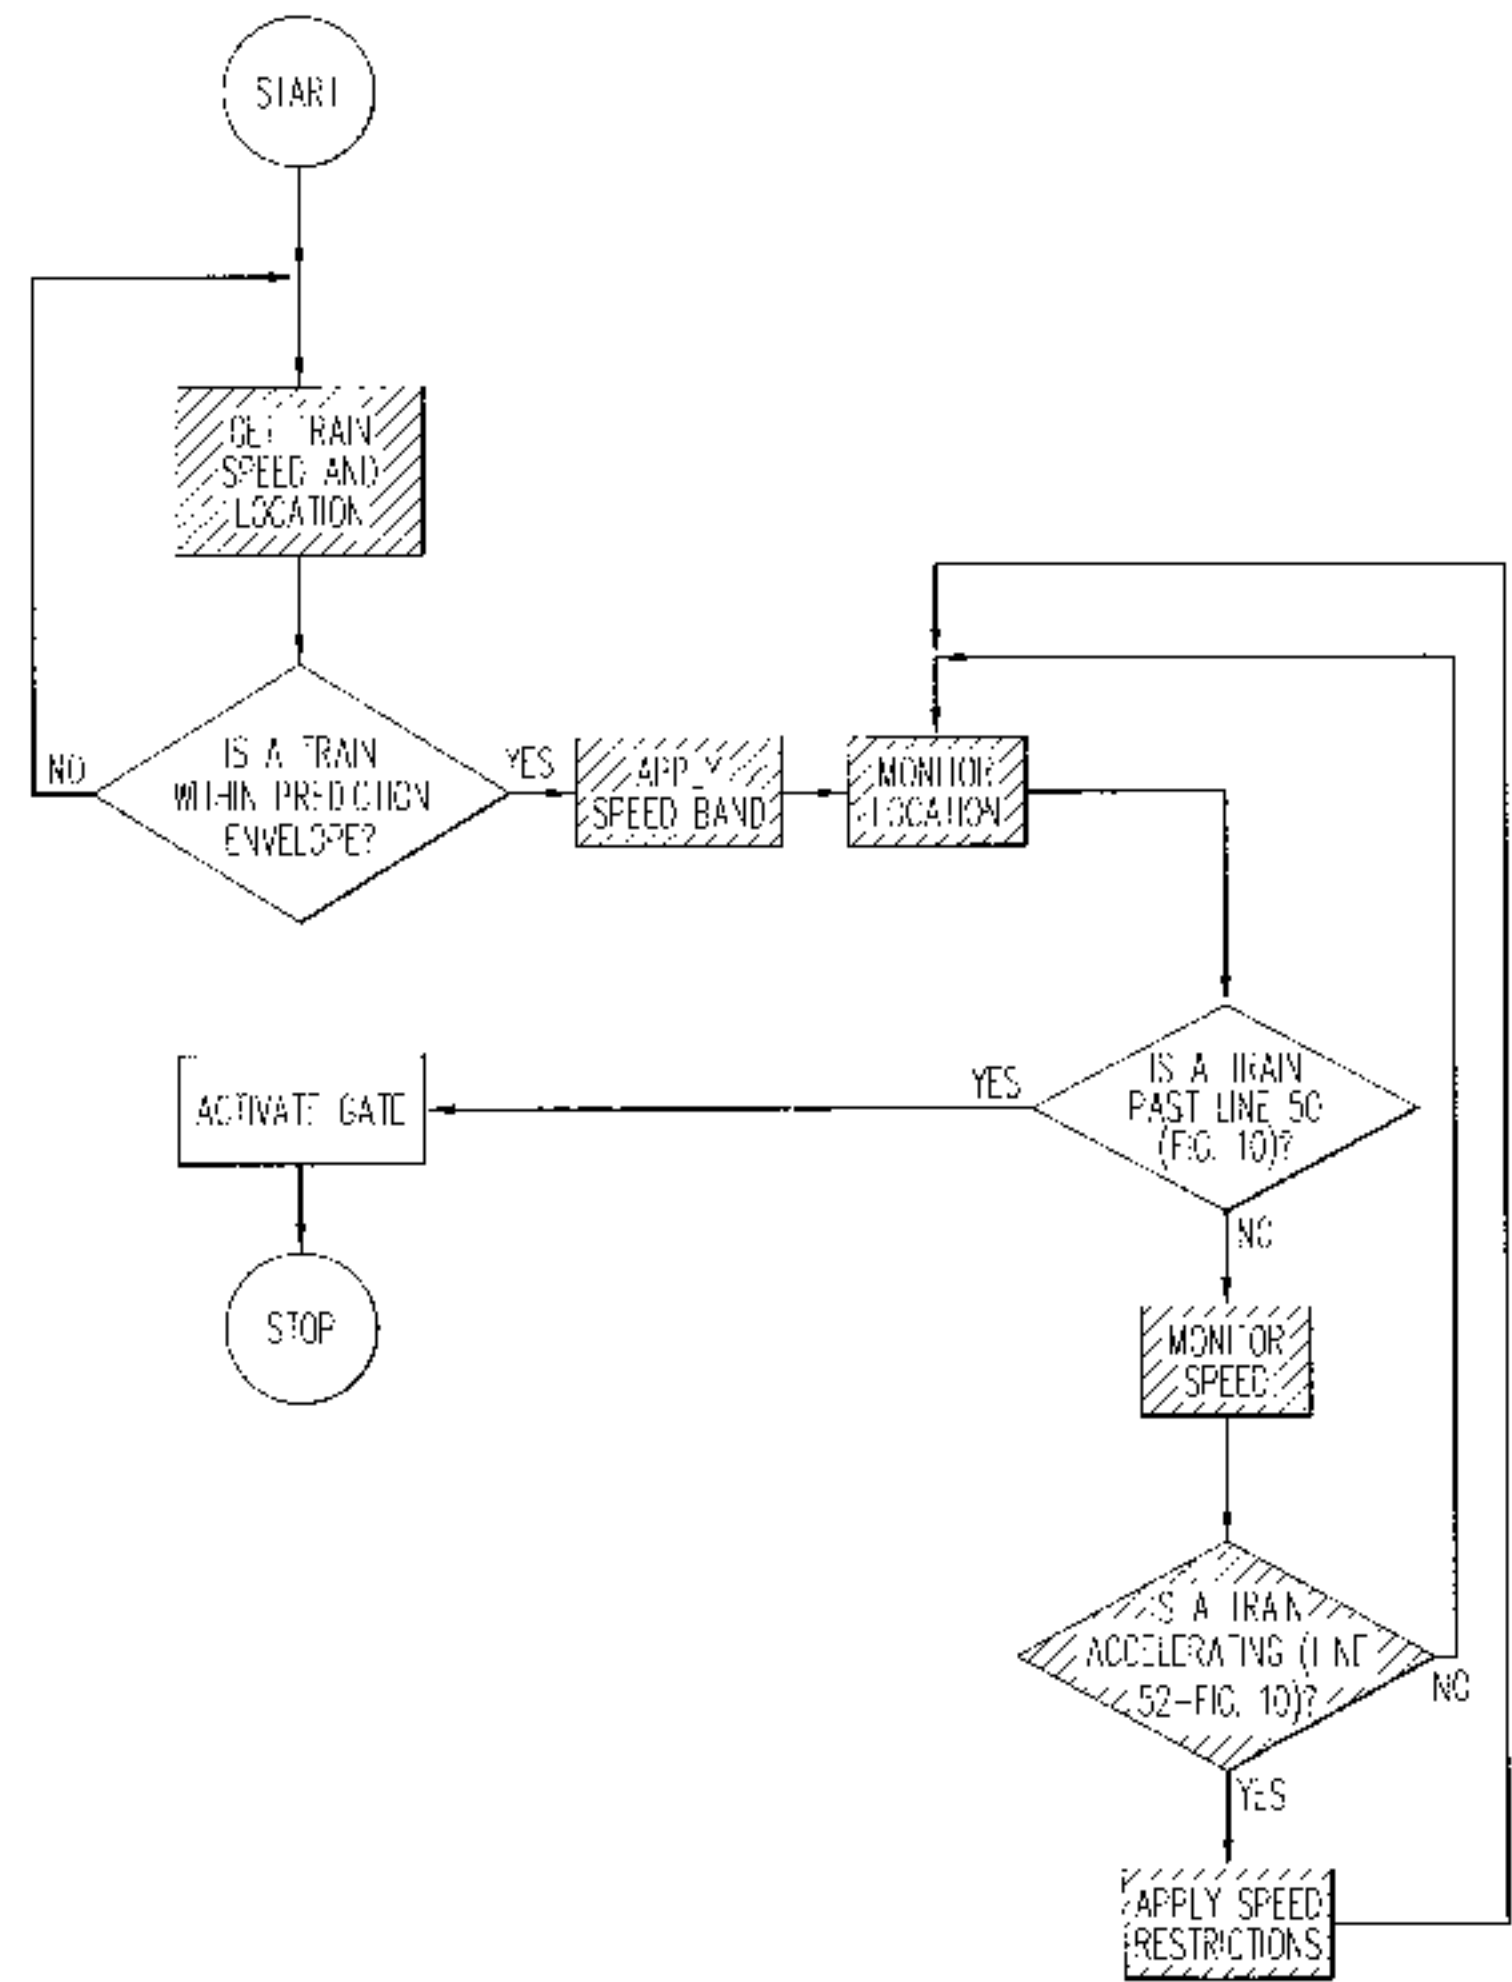 START
GET TRAIN
SPEED AND
LOCATION
IS A TRAIN
WITHIN PREDICTION
ENVELOPE?
NO
YES
APPLY
SPEED BAND
MONITOR
LOCATION
IS A TRAIN
PAST LINE 50
(FIG. 10)?
YES
ACTIVATE GATE
STOP
NO
MONITOR
SPEED
IS A TRAIN
ACCELERATING (LINE
52-FIG. 10)?
NO
YES
APPLY SPEED
RESTRICTIONS